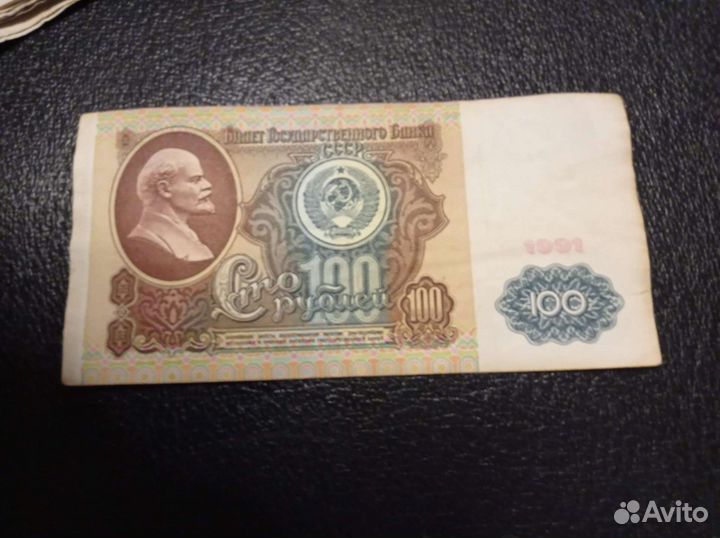 Билет Государственного Банка
СССР
1991
Сто 100
рублей 100
100
Avito